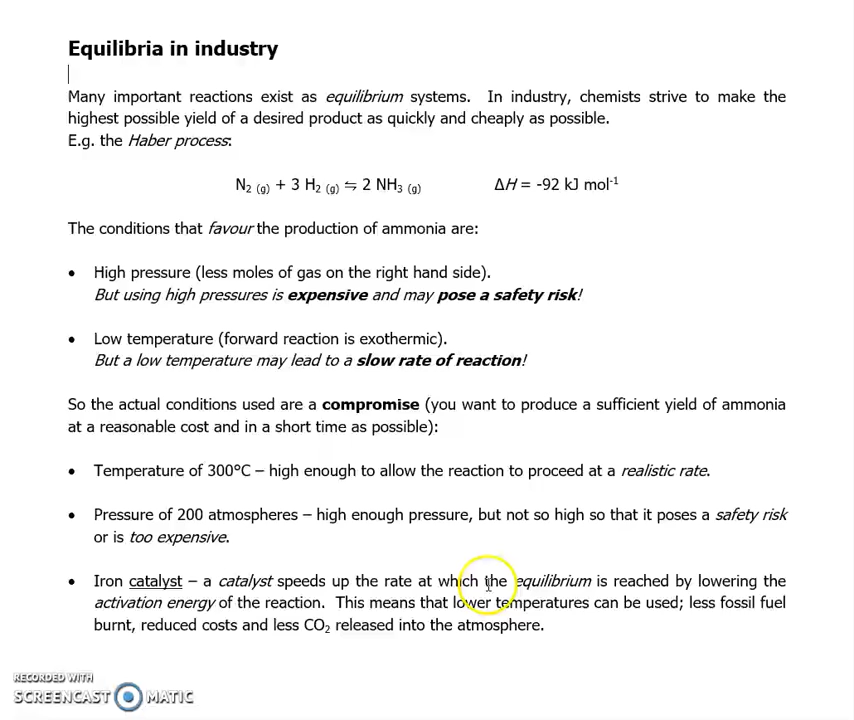 Equilibria in industry
Many important reactions exist as equilibrium systems. In industry, chemists strive to make the
highest possible yield of a desired product as quickly and cheaply as possible.
E.g. the Haber process:
N₂ (g) + 3 H₂ (g) ⇋ 2 NH₃ (g) ΔH = -92 kJ mol⁻¹
The conditions that favour the production of ammonia are:
• High pressure (less moles of gas on the right hand side).
But using high pressures is expensive and may pose a safety risk!
• Low temperature (forward reaction is exothermic).
But a low temperature may lead to a slow rate of reaction!
So the actual conditions used are a compromise (you want to produce a sufficient yield of ammonia
at a reasonable cost and in a short time as possible):
• Temperature of 300°C – high enough to allow the reaction to proceed at a realistic rate.
• Pressure of 200 atmospheres – high enough pressure, but not so high so that it poses a safety risk
or is too expensive.
• Iron catalyst – a catalyst speeds up the rate at which the equilibrium is reached by lowering the
activation energy of the reaction. This means that lower temperatures can be used; less fossil fuel
burnt, reduced costs and less CO₂ released into the atmosphere.
RECORDED WITH
SCREENCAST MATIC